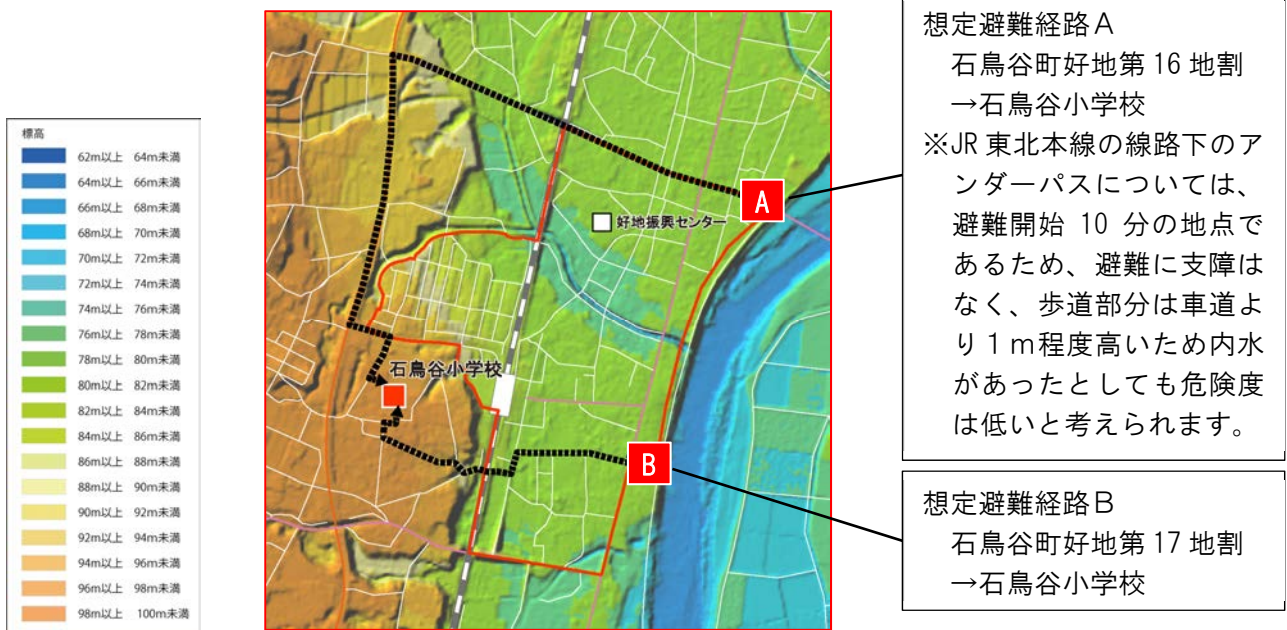 標高
62m以上 64m未満
64m以上 66m未満
66m以上 68m未満
68m以上 70m未満
70m以上 72m未満
72m以上 74m未満
74m以上 76m未満
76m以上 78m未満
78m以上 80m未満
80m以上 82m未満
82m以上 84m未満
84m以上 86m未満
86m以上 88m未満
88m以上 90m未満
90m以上 92m未満
92m以上 94m未満
94m以上 96m未満
96m以上 98m未満
98m以上 100m未満
A
好地振興センター
石鳥谷小学校
B
想定避難経路A
石鳥谷町好地第16地割
→石鳥谷小学校
※JR東北本線の線路下のア
ンダーパスについては、
避難開始 10 分の地点で
あるため、避難に支障は
なく、歩道部分は車道よ
り1m程度高いため内水
があったとしても危険度
は低いと考えられます。
想定避難経路B
石鳥谷町好地第17地割
→石鳥谷小学校